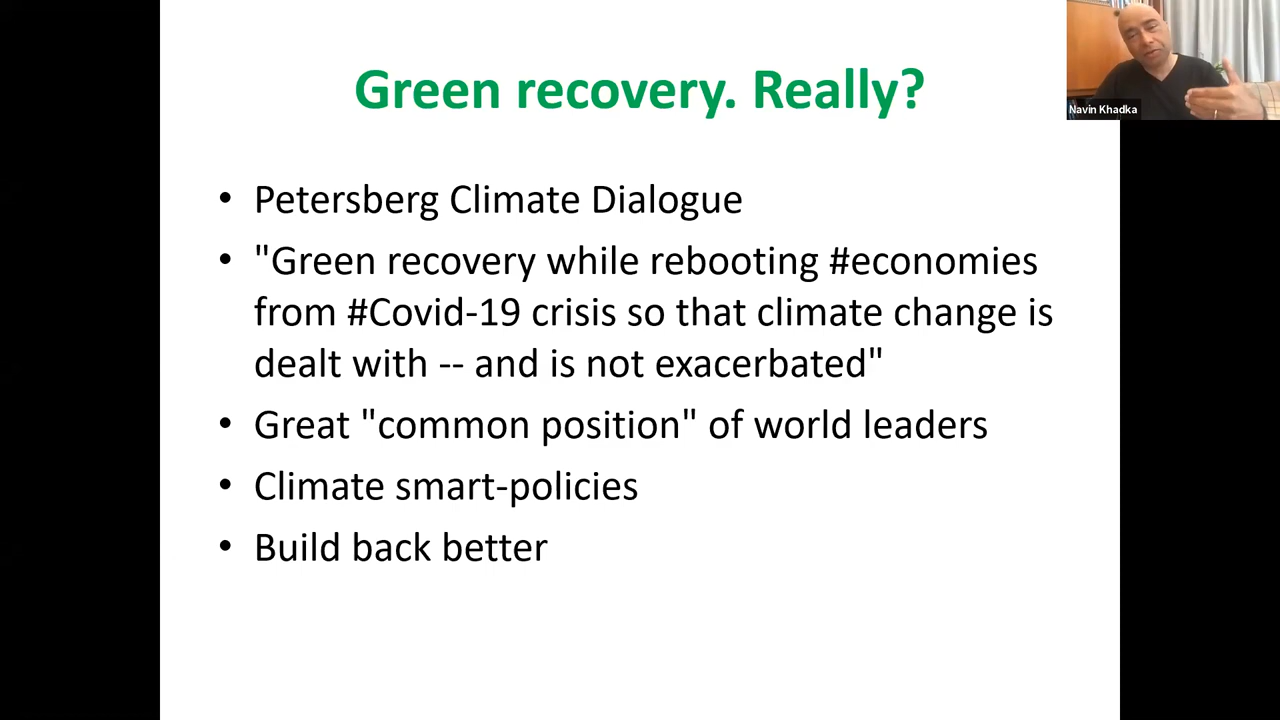 Green recovery. Really?
Navin Khadka
• Petersberg Climate Dialogue
• "Green recovery while rebooting #economies
from #Covid-19 crisis so that climate change is
dealt with -- and is not exacerbated"
• Great "common position" of world leaders
• Climate smart-policies
• Build back better